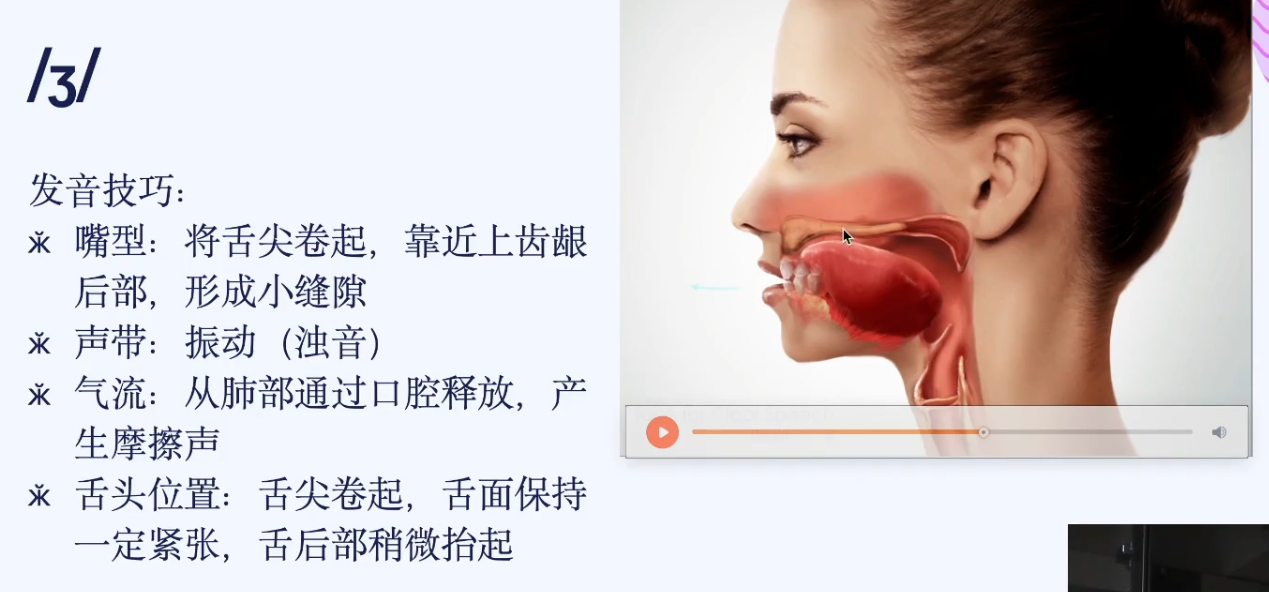 /ʒ/
发音技巧：
ӂ 嘴型：将舌尖卷起，靠近上齿龈
后部，形成小缝隙
ӂ 声带：振动（浊音）
ӂ 气流：从肺部通过口腔释放，产
生摩擦声
ӂ 舌头位置：舌尖卷起，舌面保持
一定紧张，舌后部稍微抬起